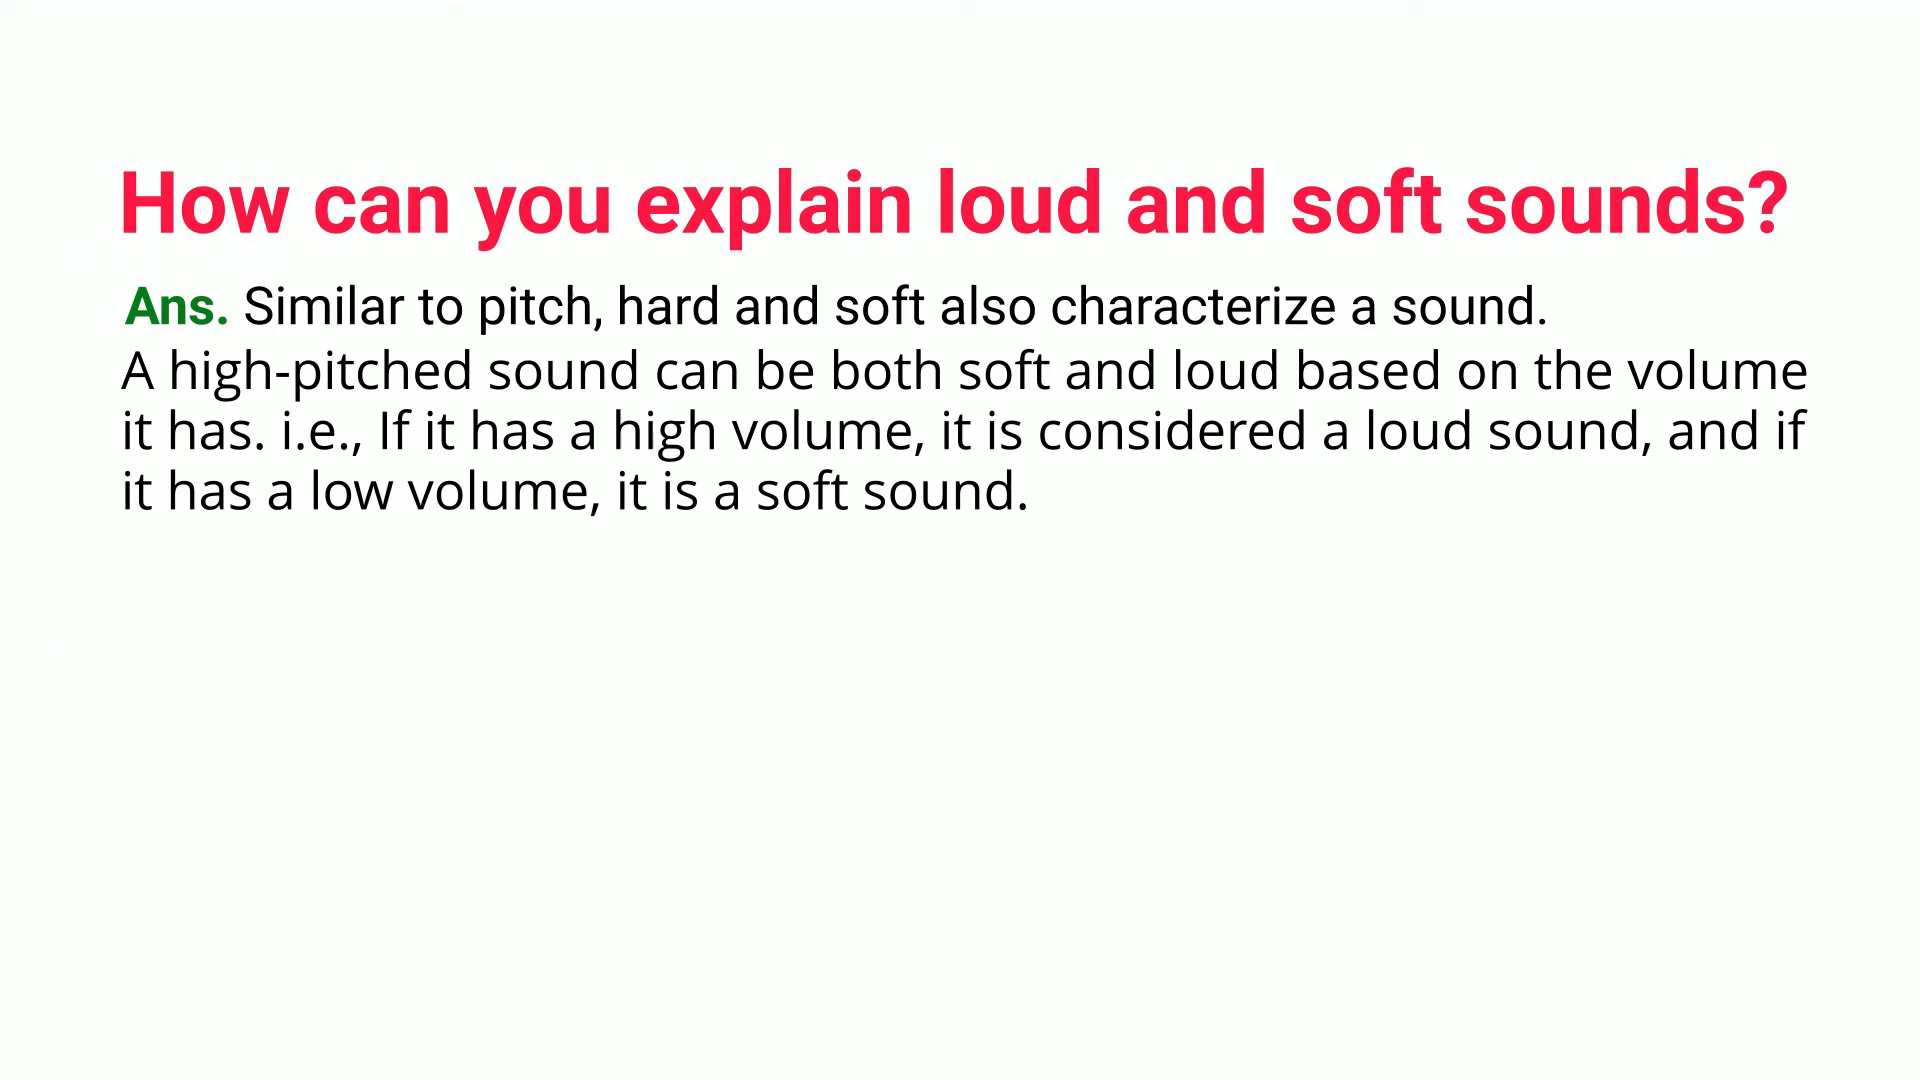 How can you explain loud and soft sounds?
Ans. Similar to pitch, hard and soft also characterize a sound.
A high-pitched sound can be both soft and loud based on the volume
it has. i.e., If it has a high volume, it is considered a loud sound, and if
it has a low volume, it is a soft sound.